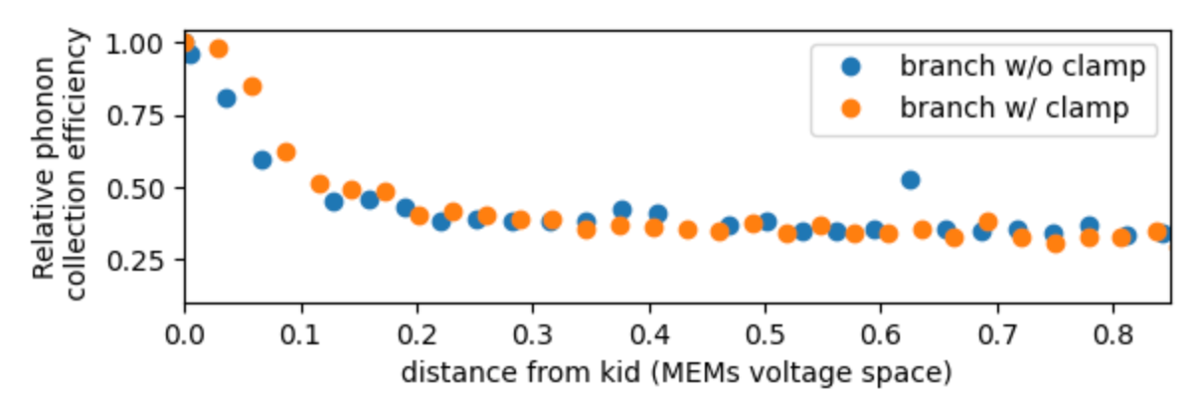 Relative phonon
collection efficiency
1.00
0.75
0.50
0.25
branch w/o clamp
branch w/ clamp
0.0 0.1 0.2 0.3 0.4 0.5 0.6 0.7 0.8
distance from kid (MEMs voltage space)